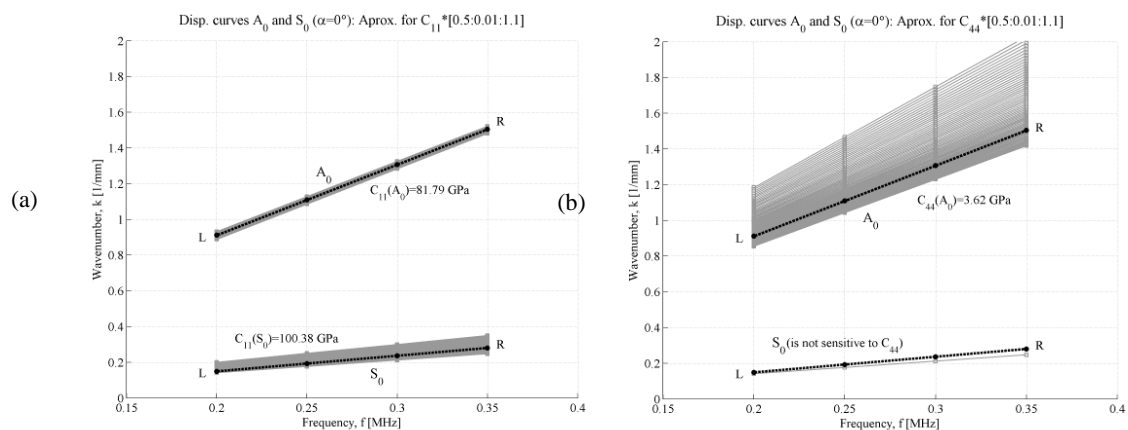 Disp. curves A₀ and S₀ (α=0°): Aprox. for C₁₁*[0.5:0.01:1.1]
2
1.8
1.6
1.4
1.2
1
0.8
0.6
0.4
0.2
0
Wavenumber, k [1/mm]
(a)
R
A₀
C₁₁(A₀)=81.79 GPa
L
C₁₁(S₀)=100.38 GPa
R
L
S₀
0.15
0.2
0.25
0.3
0.35
0.4
Frequency, f [MHz]
Disp. curves A₀ and S₀ (α=0°): Aprox. for C₄₄*[0.5:0.01:1.1]
2
1.8
1.6
1.4
1.2
1
0.8
0.6
0.4
0.2
0
Wavenumber, k [1/mm]
(b)
R
C₄₄(A₀)=3.62 GPa
A₀
L
S₀(is not sensitive to C₄₄)
R
L
0.15
0.2
0.25
0.3
0.35
0.4
Frequency, f [MHz]